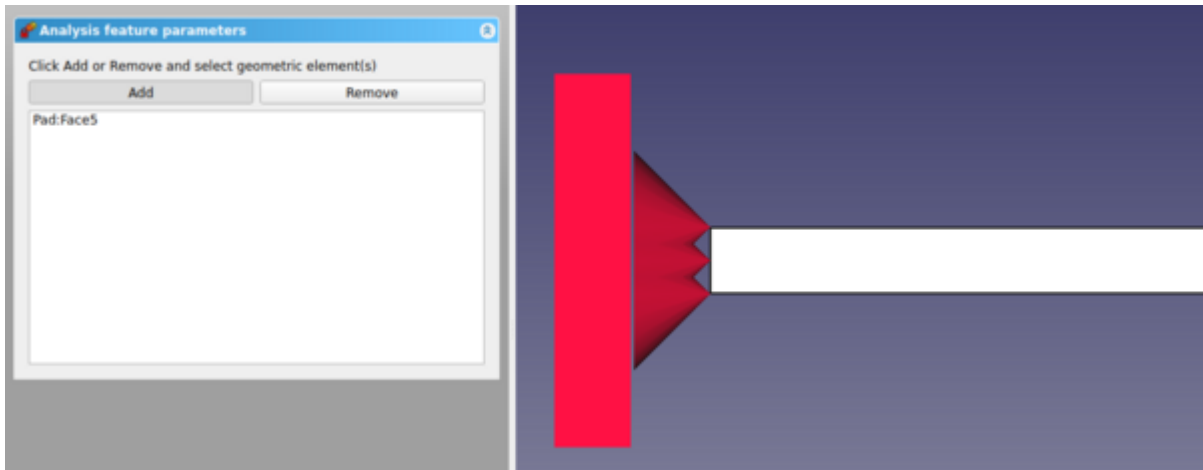 Analysis feature parameters
Click Add or Remove and select geometric element(s)
Add
Remove
Pad:Face5